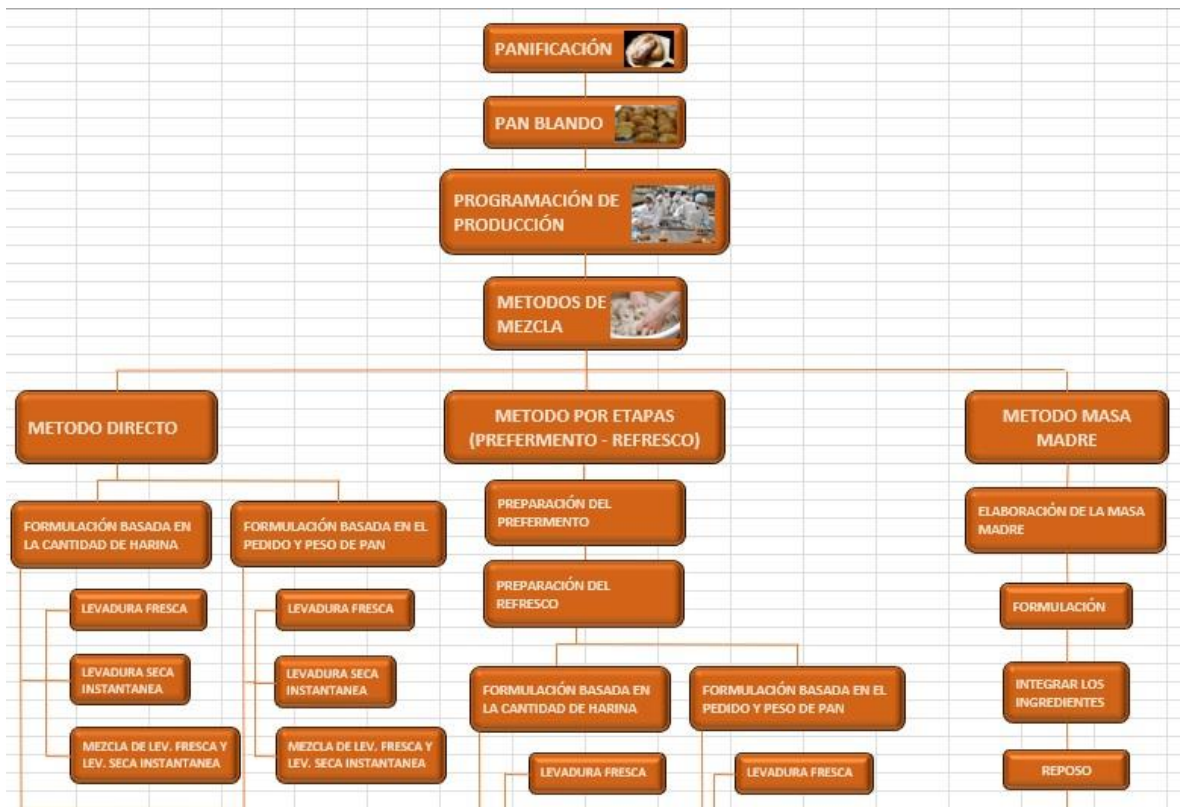 PANIFICACIÓN
PAN BLANDO
PROGRAMACIÓN DE
PRODUCCIÓN
METODOS DE
MEZCLA
METODO DIRECTO
METODO POR ETAPAS
(PREFERMENTO - REFRESCO)
METODO MASA
MADRE
FORMULACIÓN BASADA EN
LA CANTIDAD DE HARINA
FORMULACIÓN BASADA EN EL
PEDIDO Y PESO DE PAN
PREPARACIÓN DEL
PREFERMENTO
ELABORACIÓN DE LA MASA
MADRE
LEVADURA FRESCA
LEVADURA FRESCA
PREPARACIÓN DEL
REFRESCO
FORMULACIÓN
LEVADURA SECA
INSTANTANEA
LEVADURA SECA
INSTANTANEA
FORMULACIÓN BASADA EN
LA CANTIDAD DE HARINA
FORMULACIÓN BASADA EN EL
PEDIDO Y PESO DE PAN
INTEGRAR LOS
INGREDIENTES
MEZCLA DE LEV. FRESCA Y
LEV. SECA INSTANTANEA
MEZCLA DE LEV. FRESCA Y
LEV. SECA INSTANTANEA
LEVADURA FRESCA
LEVADURA FRESCA
REPOSO